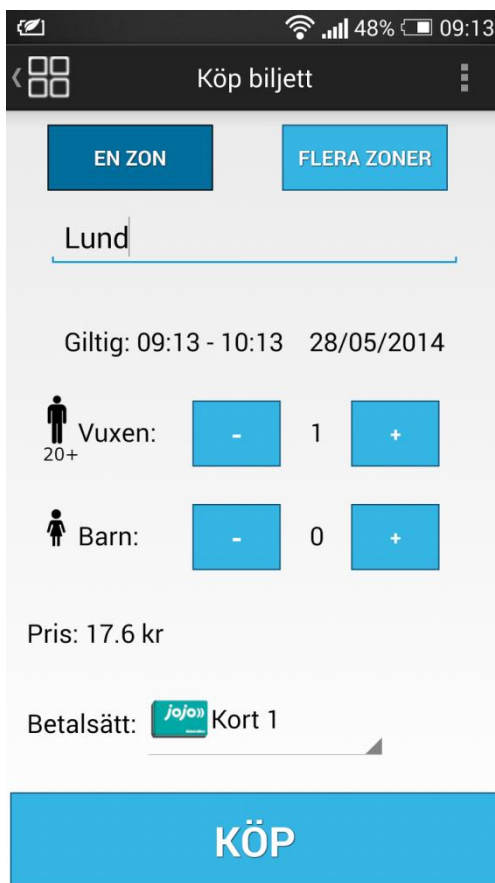 48% 09:13
Köp biljett
EN ZON FLERA ZONER
Lund
Giltig: 09:13 - 10:13 28/05/2014
Vuxen: - 1 +
20+
Barn: - 0 +
Pris: 17.6 kr
Betalsätt: jojo Kort 1
KÖP